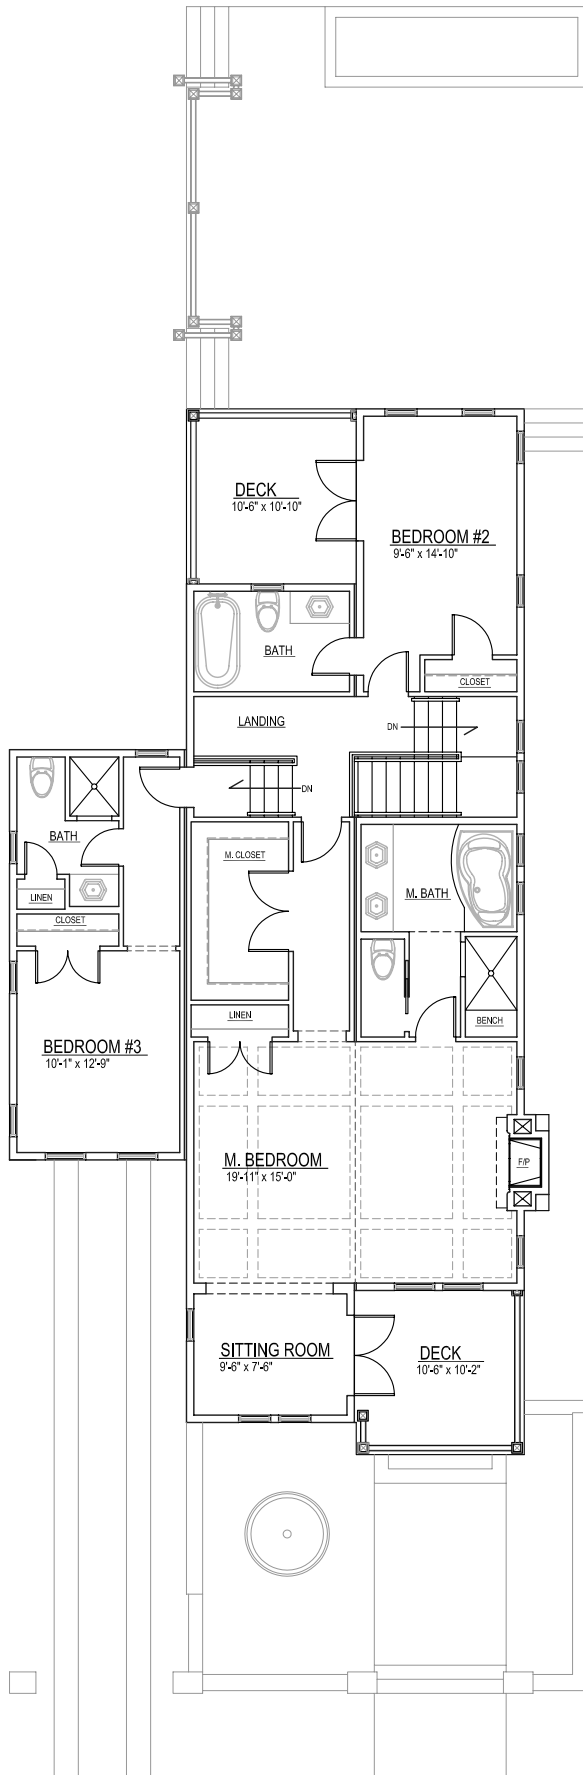 DECK
10'-6" x 10'-10"
BEDROOM #2
9'-6" x 14'-10"
BATH
CLOSET
LANDING
DN
DN
BATH
M. CLOSET
M. BATH
LINEN
CLOSET
LINEN
BENCH
BEDROOM #3
10'-1" x 12'-9"
M. BEDROOM
19'-11" x 15'-0"
F/P
SITTING ROOM
9'-6" x 7'-6"
DECK
10'-6" x 10'-2"